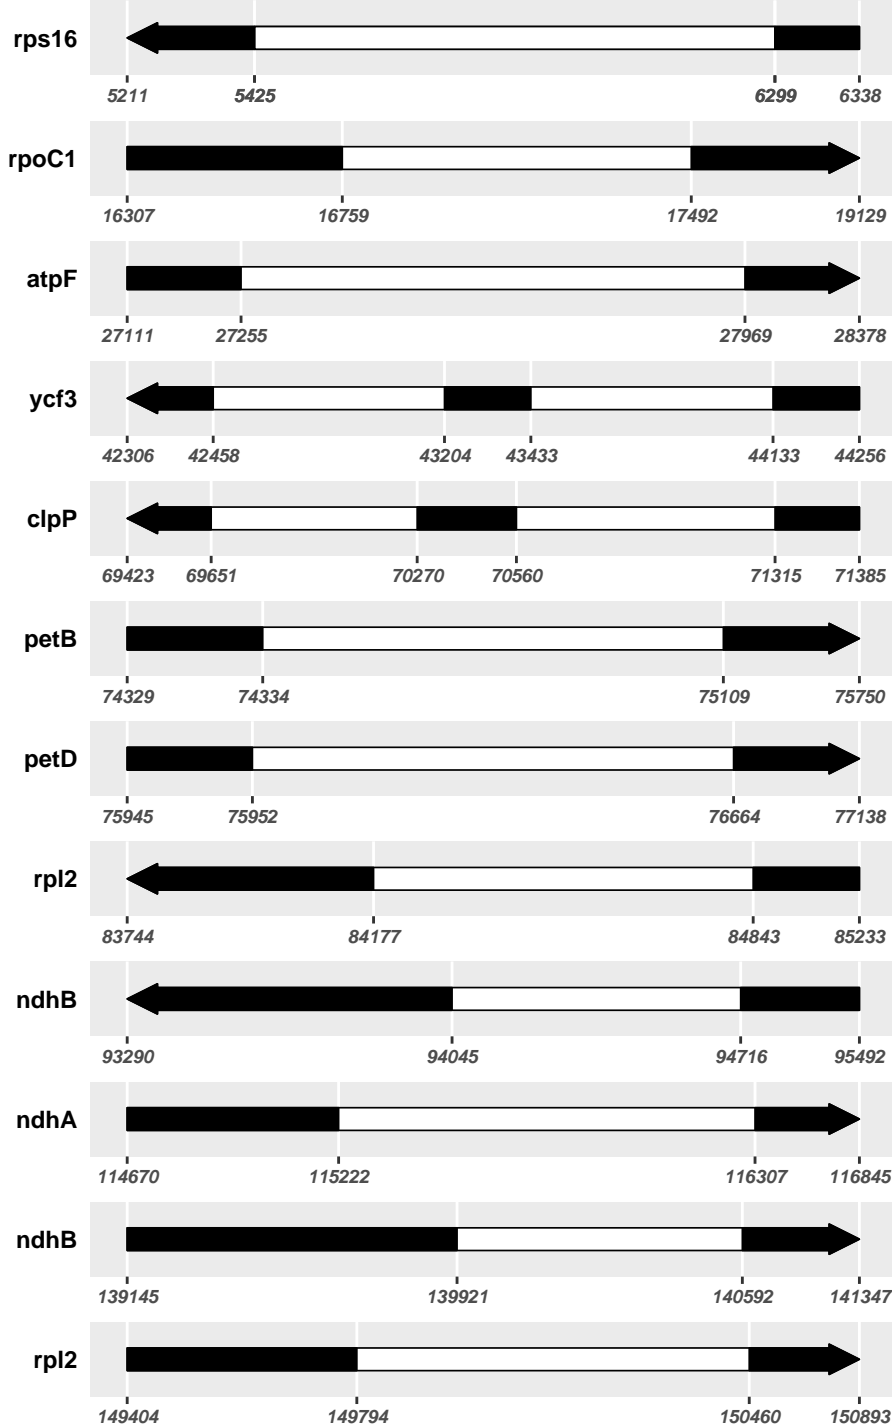 rps16
5211 5425 6299 6338
rpoC1
16307 16759 17492 19129
atpF
27111 27255 27969 28378
ycf3
42306 42458 43204 43433 44133 44256
clpP
69423 69651 70270 70560 71315 71385
petB
74329 74334 75109 75750
petD
75945 75952 76664 77138
rpl2
83744 84177 84843 85233
ndhB
93290 94045 94716 95492
ndhA
114670 115222 116307 116845
ndhB
139145 139921 140592 141347
rpl2
149404 149794 150460 150893